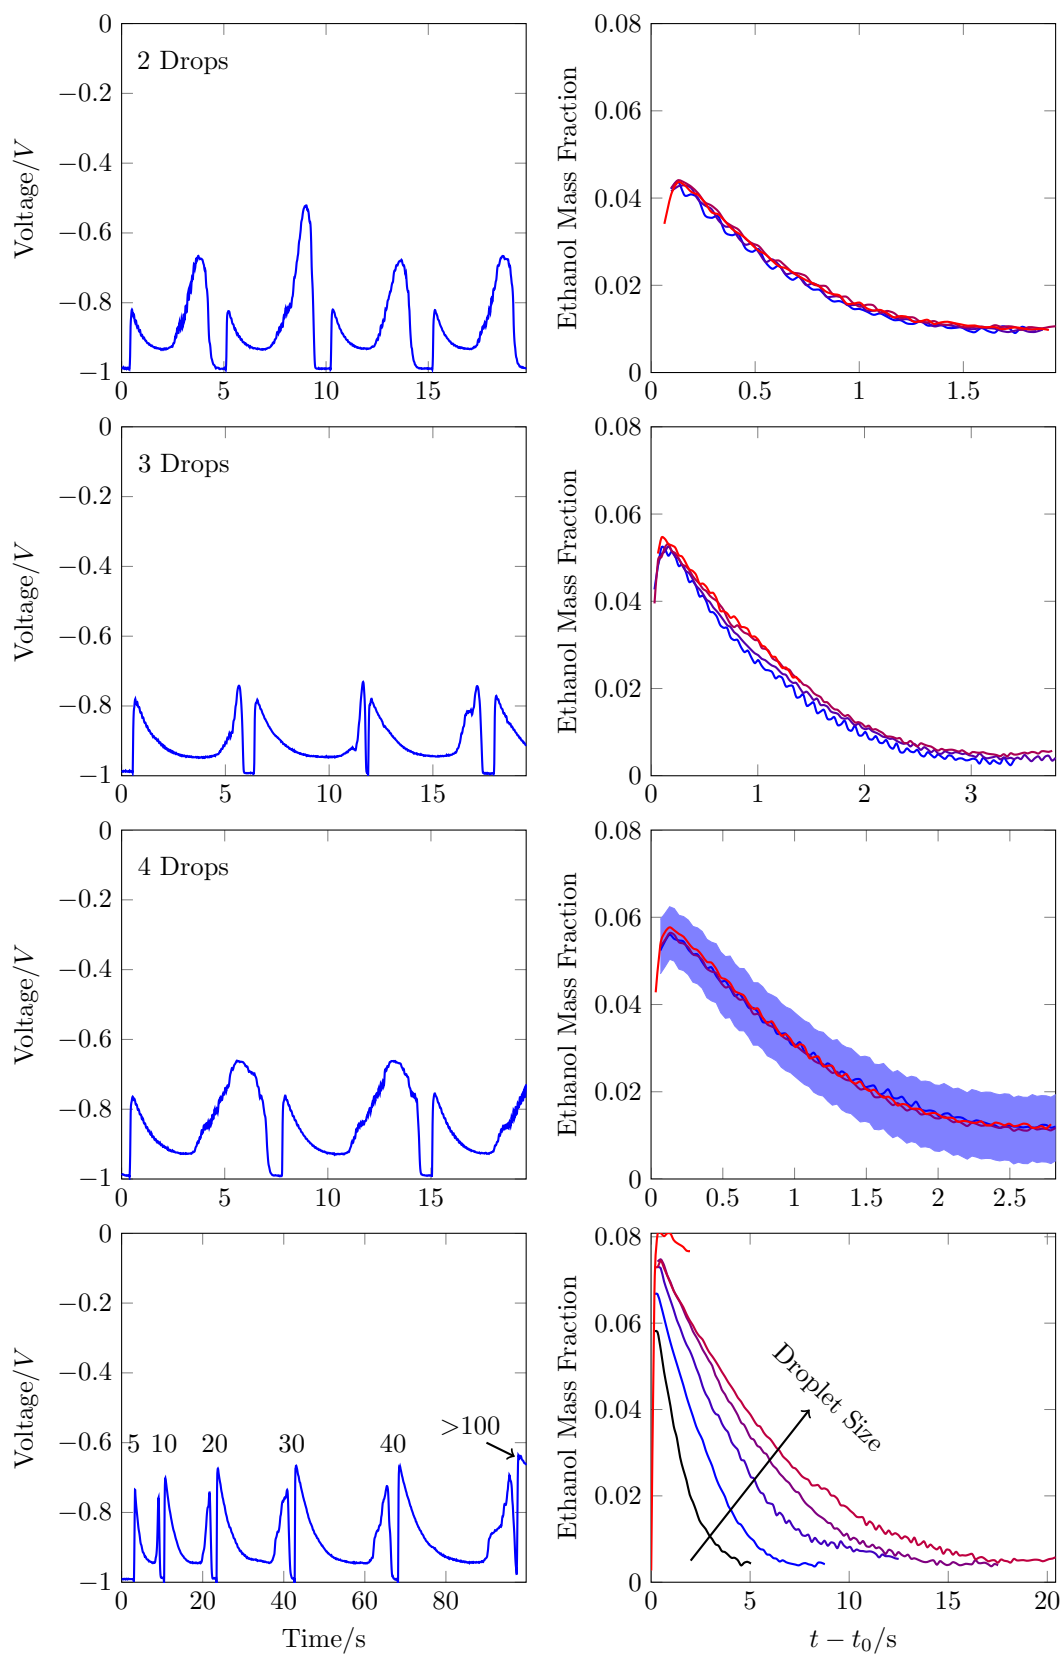 0
−0.2
−0.4
−0.6
−0.8
−1
Voltage/V
2 Drops
0 5 10 15
0.08
0.06
0.04
0.02
0
Ethanol Mass Fraction
0 0.5 1 1.5
0
−0.2
−0.4
−0.6
−0.8
−1
Voltage/V
3 Drops
0 5 10 15
0.08
0.06
0.04
0.02
0
Ethanol Mass Fraction
0 1 2 3
0
−0.2
−0.4
−0.6
−0.8
−1
Voltage/V
4 Drops
0 5 10 15
0.08
0.06
0.04
0.02
0
Ethanol Mass Fraction
0 0.5 1 1.5 2 2.5
0
−0.2
−0.4
−0.6
−0.8
−1
Voltage/V
>100
5 10 20 30 40
0 20 40 60 80
Time/s
0.08
0.06
0.04
0.02
0
Ethanol Mass Fraction
Droplet Size
0 5 10 15 20
t − t₀/s